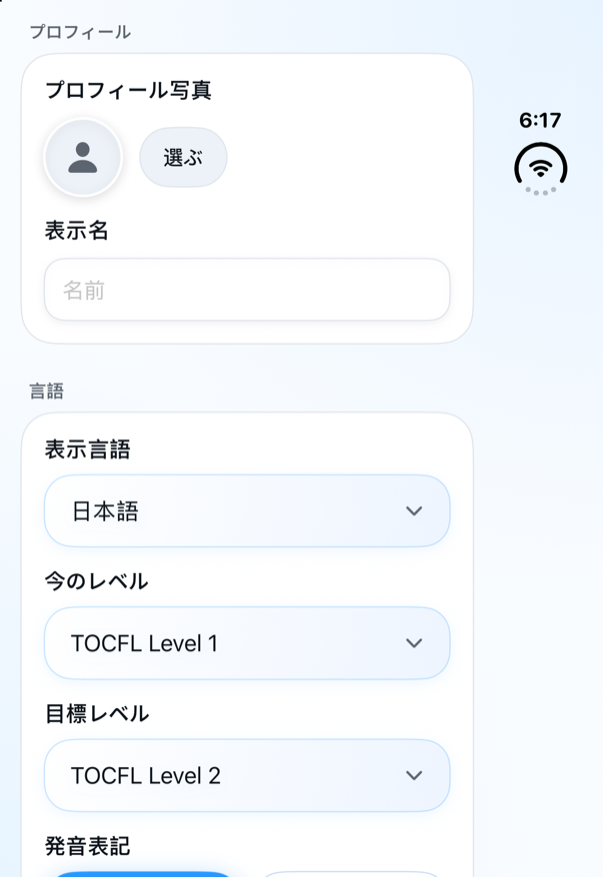 プロフィール
プロフィール写真
6:17
選ぶ
表示名
名前
言語
表示言語
日本語
今のレベル
TOCFL Level 1
目標レベル
TOCFL Level 2
発音表記